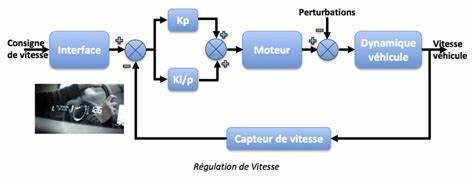 Perturbations
Consigne
de vitesse
Interface
Kp
Ki/p
Moteur
Dynamique
véhicule
Vitesse
véhicule
Capteur de vitesse
Régulation de Vitesse